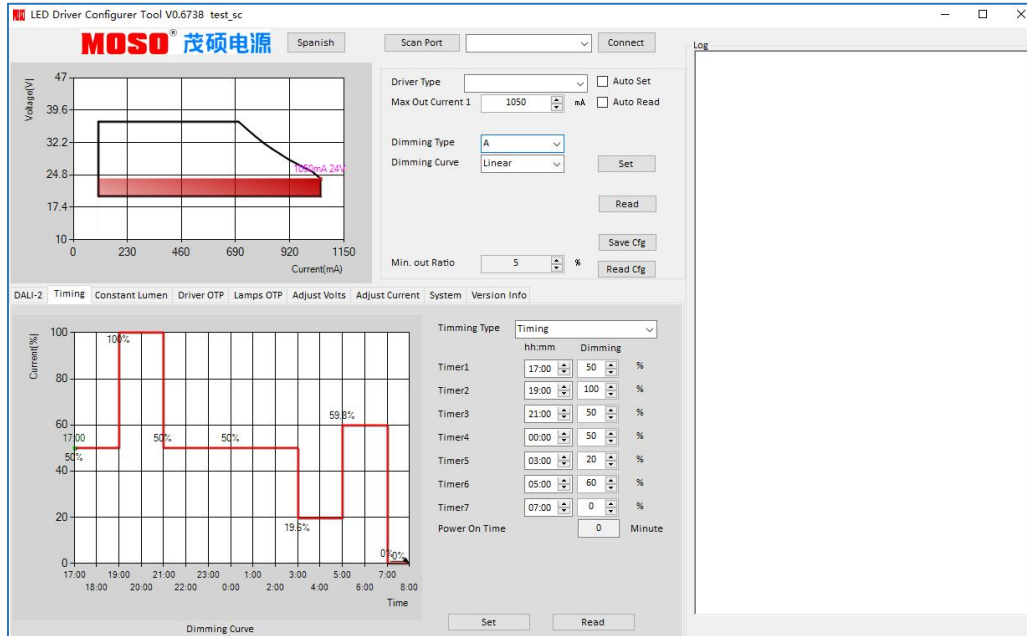 LED Driver Configurer Tool V0.6738 test_sc
MOSO® 茂硕电源
Spanish
Scan Port
Connect
Log
Voltage(V)
47
39.6
32.2
24.8
17.4
10
1050mA 24V
0 230 460 690 920 1150
Current(mA)
Driver Type
Auto Set
Max Out Current 1 1050 mA
Auto Read
Dimming Type A
Dimming Curve Linear
Set
Read
Save Cfg
Min. out Ratio 5 %
Read Cfg
DALI-2 Timing Constant Lumen Driver OTP Lamps OTP Adjust Volts Adjust Current System Version Info
Current(%)
100
80
60
40
20
0
100%
59.8%
17:00
50%
50%
50%
19.6%
0%
0%
17:00 19:00 21:00 23:00 1:00 3:00 5:00 7:00
18:00 20:00 22:00 0:00 2:00 4:00 6:00 8:00
Time
Dimming Curve
Timming Type Timing
hh:mm Dimming
Timer1 17:00 50 %
Timer2 19:00 100 %
Timer3 21:00 50 %
Timer4 00:00 50 %
Timer5 03:00 20 %
Timer6 05:00 60 %
Timer7 07:00 0 %
Power On Time 0 Minute
Set
Read